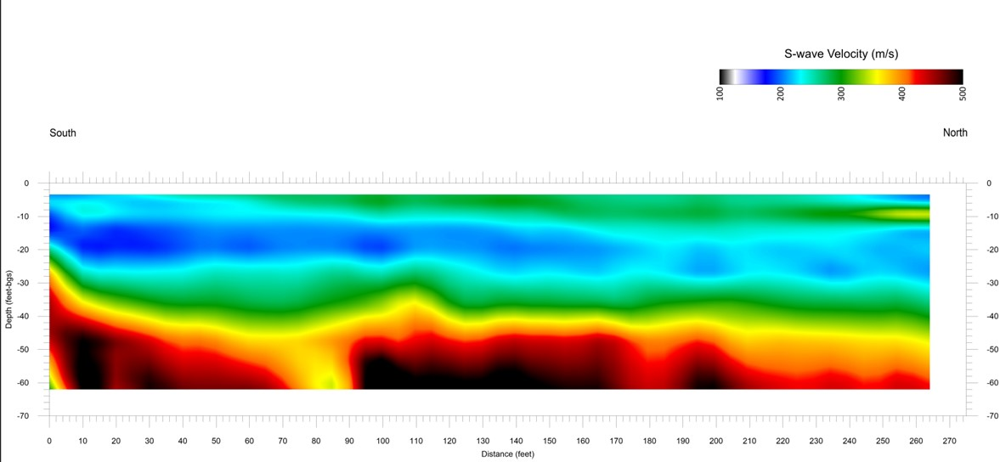 S-wave Velocity (m/s)
100 200 300 400 500
South North
0 0
-10 -10
-20 -20
-30 -30
-40 -40
-50 -50
-60 -60
-70 -70
Depth (feet-bgs)
0 10 20 30 40 50 60 70 80 90 100 110 120 130 140 150 160 170 180 190 200 210 220 230 240 250 260 270
Distance (feet)